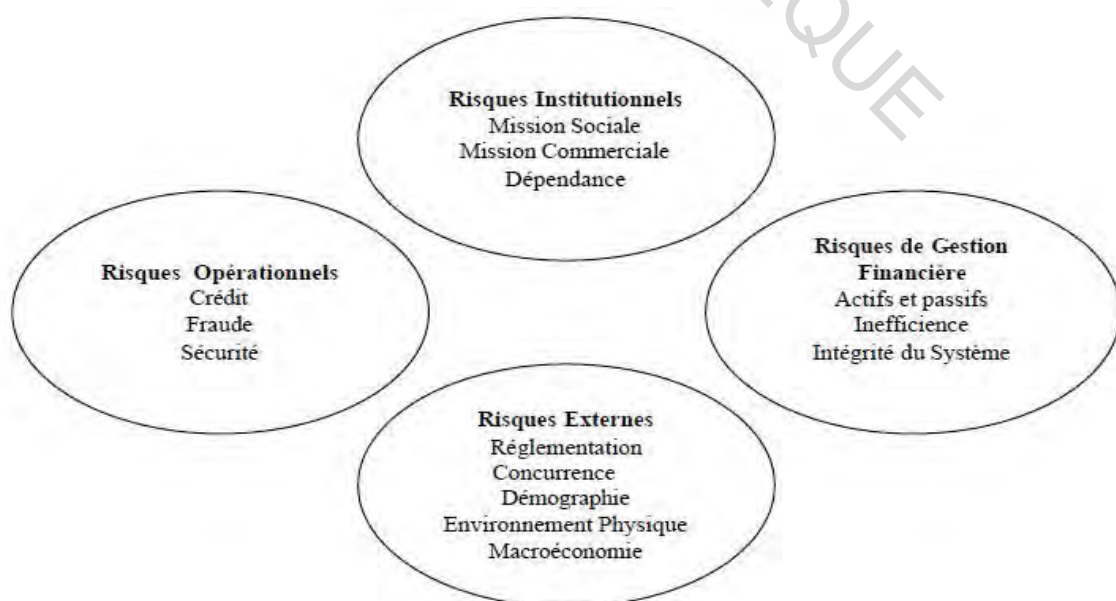 Risques Institutionnels
Mission Sociale
Mission Commerciale
Dépendance
Risques Opérationnels
Crédit
Fraude
Sécurité
Risques de Gestion
Financière
Actifs et passifs
Inefficience
Intégrité du Système
Risques Externes
Réglementation
Concurrence
Démographie
Environnement Physique
Macroéconomie